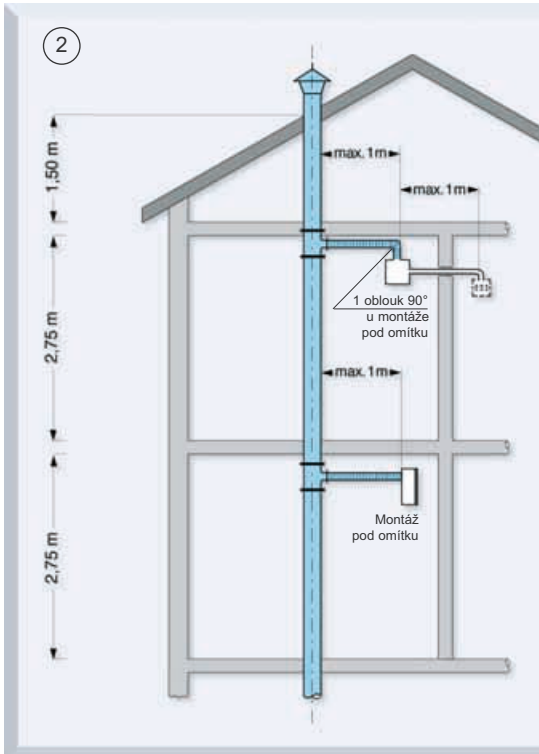 2
1,50 m
max. 1m
max. 1m
1 oblouk 90°
u montáže
pod omítku
2,75 m
max. 1m
Montáž
pod omítku
2,75 m